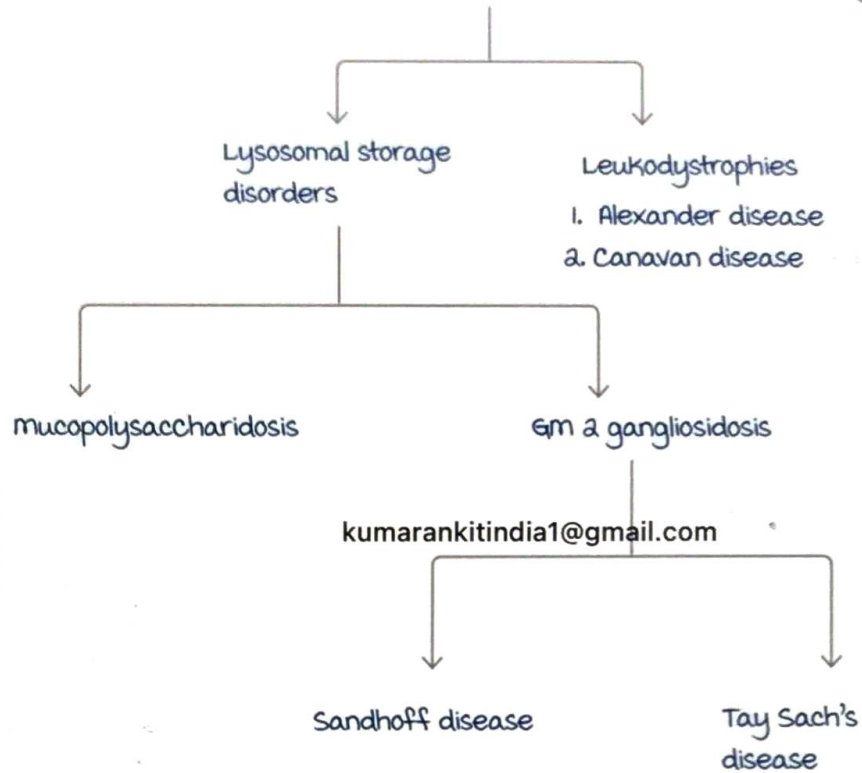 Lysosomal storage
disorders
Leukodystrophies
1. Alexander disease
2. Canavan disease
mucopolysaccharidosis
Gm 2 gangliosidosis
kumarankitindia1@gmail.com
Sandhoff disease
Tay Sach's
disease